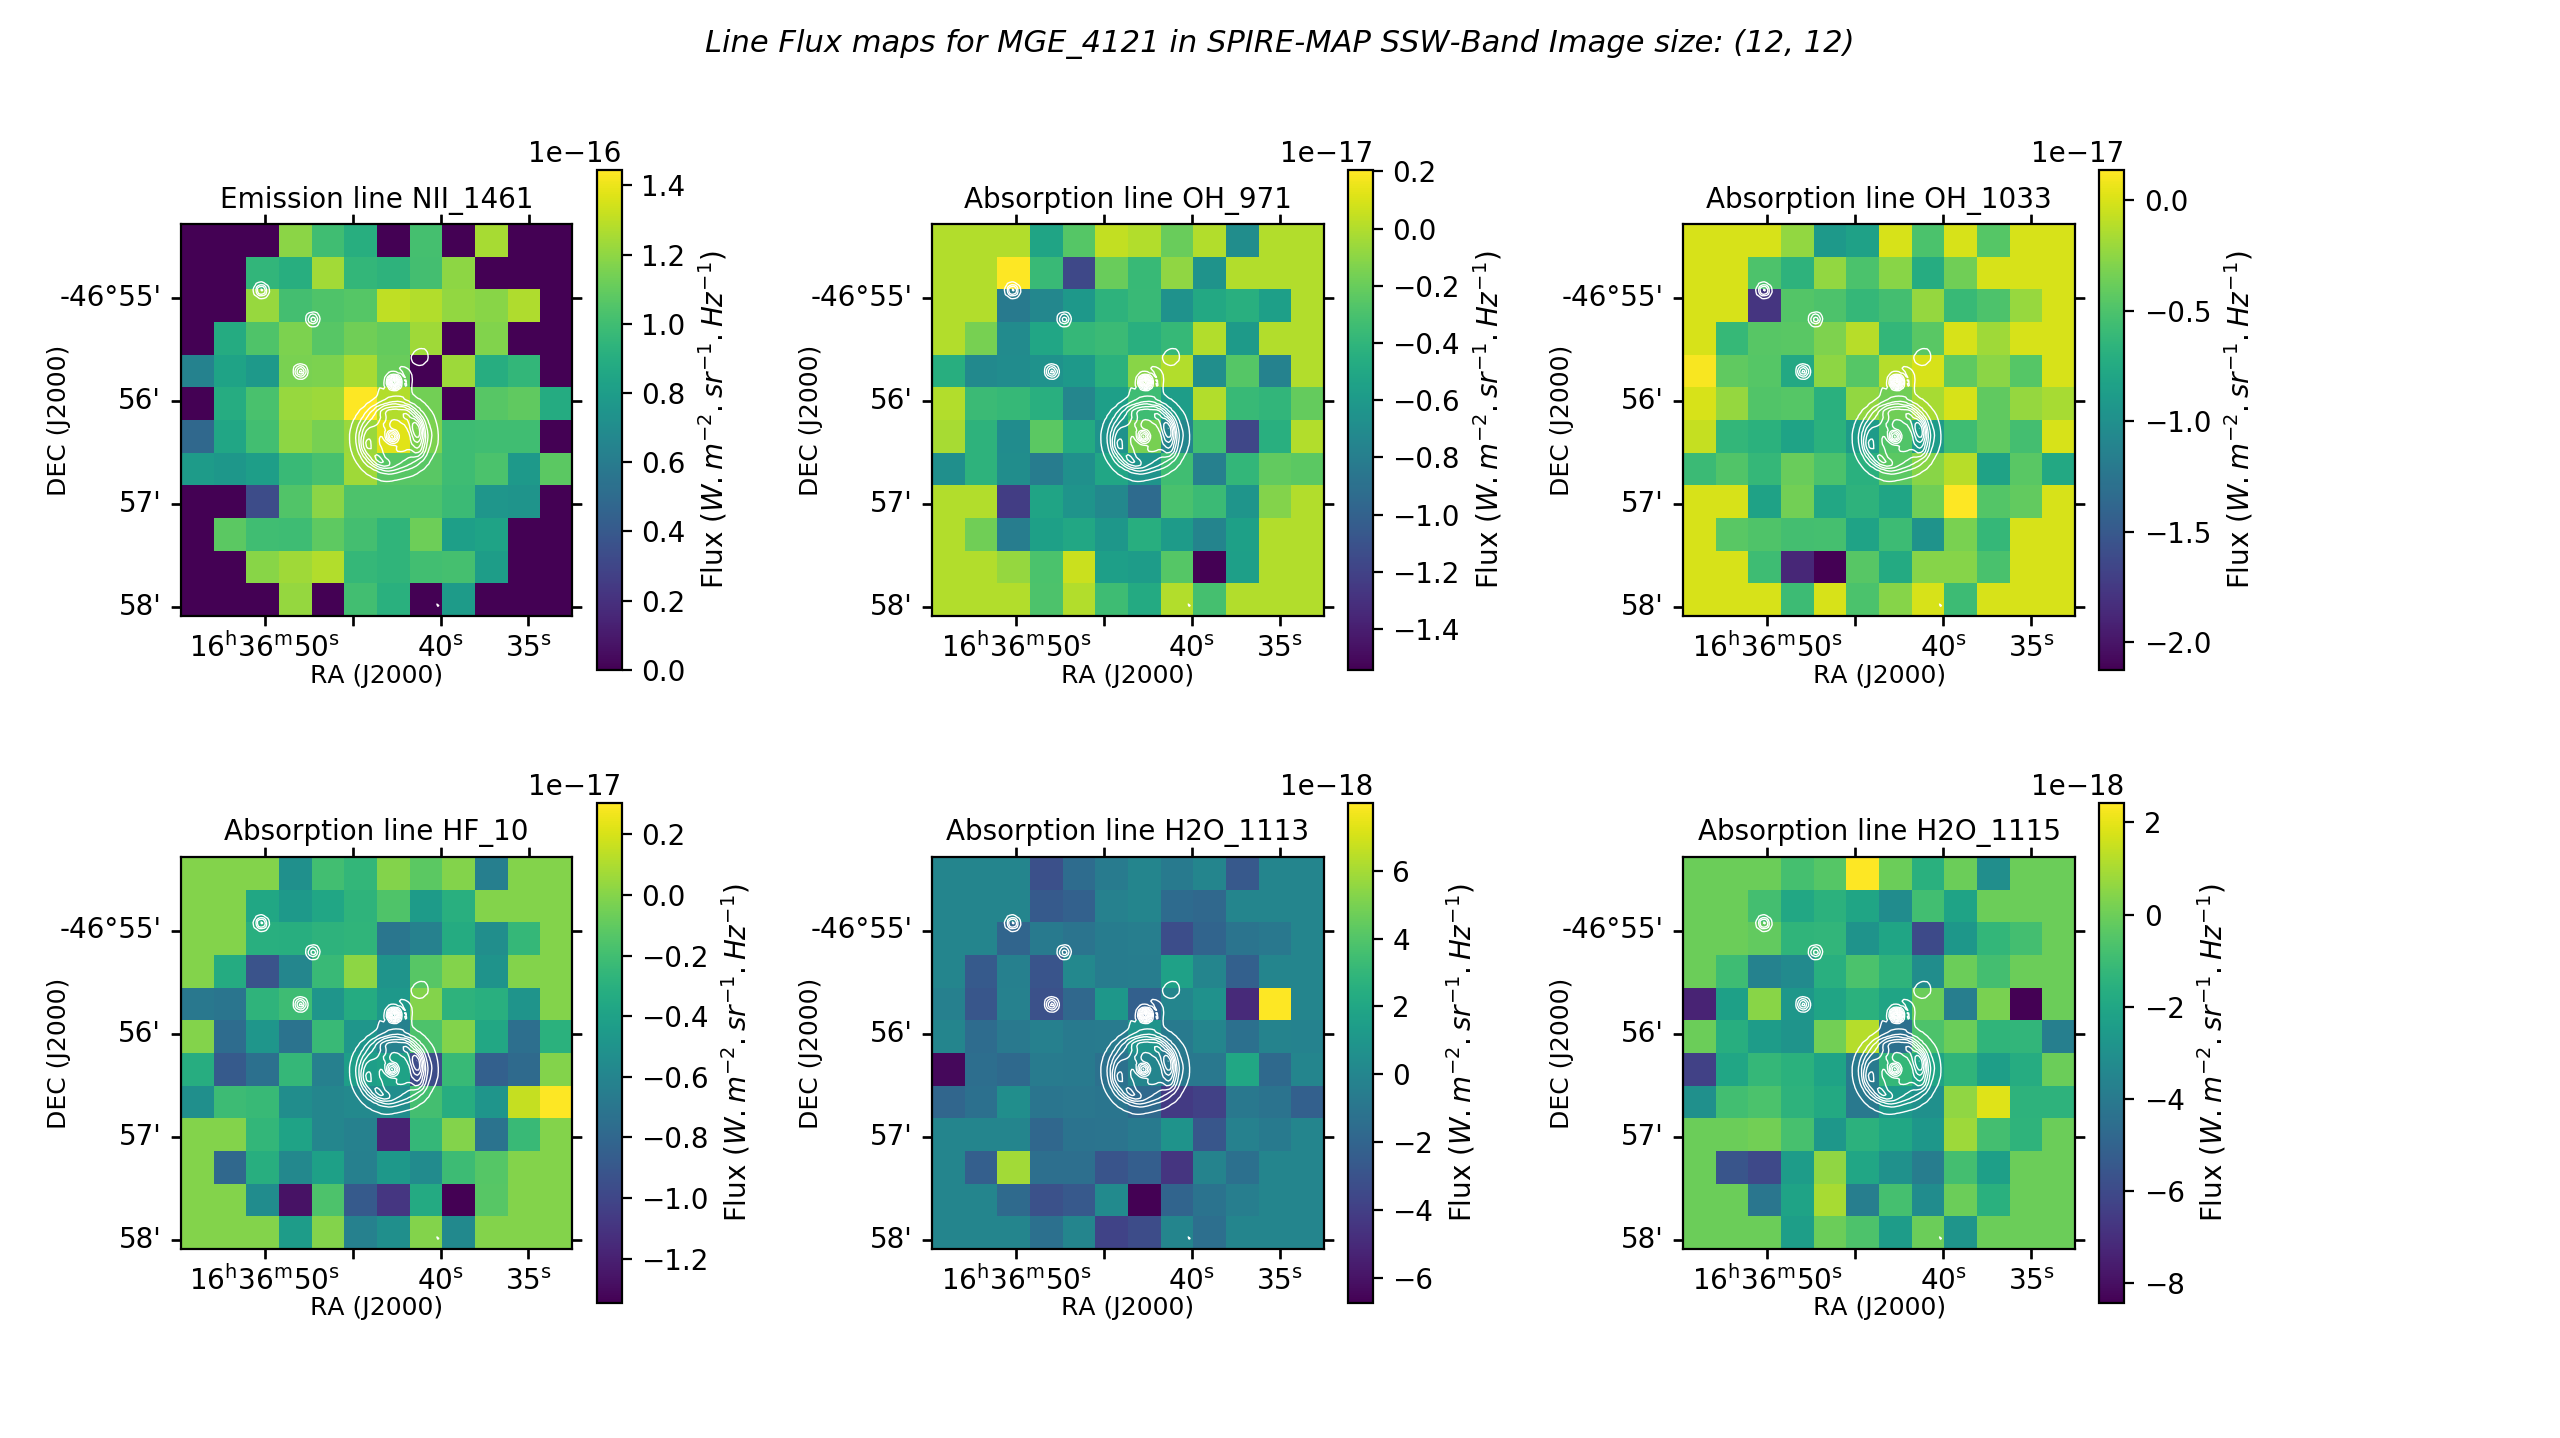 Line Flux maps for MGE_4121 in SPIRE-MAP SSW-Band Image size: (12, 12)
Emission line NII_1461
1e−16
1.4
1.2
1.0
0.8
0.6
0.4
0.2
0.0
Flux (W.m⁻².sr⁻¹.Hz⁻¹)
-46°55'
56'
57'
58'
DEC (J2000)
16ʰ36ᵐ50ˢ 40ˢ 35ˢ
RA (J2000)
Absorption line OH_971
1e−17
0.2
0.0
−0.2
−0.4
−0.6
−0.8
−1.0
−1.2
−1.4
Flux (W.m⁻².sr⁻¹.Hz⁻¹)
-46°55'
56'
57'
58'
DEC (J2000)
16ʰ36ᵐ50ˢ 40ˢ 35ˢ
RA (J2000)
Absorption line OH_1033
1e−17
0.0
−0.5
−1.0
−1.5
−2.0
Flux (W.m⁻².sr⁻¹.Hz⁻¹)
-46°55'
56'
57'
58'
DEC (J2000)
16ʰ36ᵐ50ˢ 40ˢ 35ˢ
RA (J2000)
Absorption line HF_10
1e−17
0.2
0.0
−0.2
−0.4
−0.6
−0.8
−1.0
−1.2
Flux (W.m⁻².sr⁻¹.Hz⁻¹)
-46°55'
56'
57'
58'
DEC (J2000)
16ʰ36ᵐ50ˢ 40ˢ 35ˢ
RA (J2000)
Absorption line H2O_1113
1e−18
6
4
2
0
−2
−4
−6
Flux (W.m⁻².sr⁻¹.Hz⁻¹)
-46°55'
56'
57'
58'
DEC (J2000)
16ʰ36ᵐ50ˢ 40ˢ 35ˢ
RA (J2000)
Absorption line H2O_1115
1e−18
2
0
−2
−4
−6
−8
Flux (W.m⁻².sr⁻¹.Hz⁻¹)
-46°55'
56'
57'
58'
DEC (J2000)
16ʰ36ᵐ50ˢ 40ˢ 35ˢ
RA (J2000)